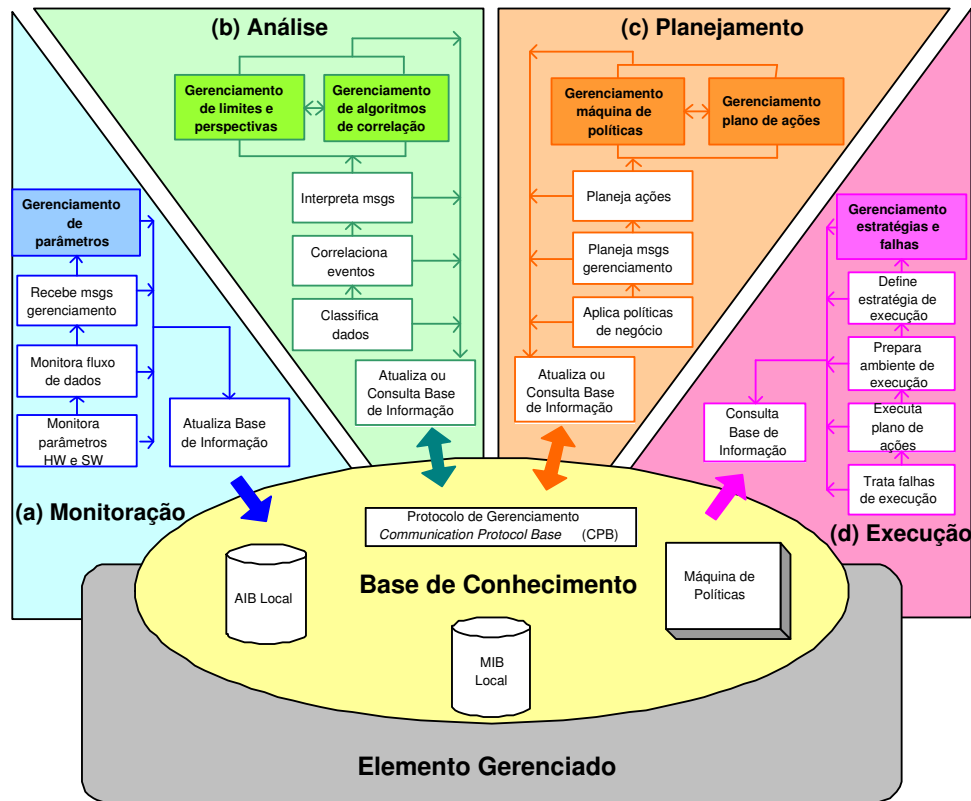 (b) Análise
Gerenciamento
de limites e
perspectivas
Gerenciamento
de algoritmos
de correlação
Interpreta msgs
Correlaciona
eventos
Classifica
dados
Atualiza ou
Consulta Base
de Informação
(c) Planejamento
Gerenciamento
máquina de
políticas
Gerenciamento
plano de ações
Planeja ações
Planeja msgs
gerenciamento
Aplica políticas
de negócio
Atualiza ou
Consulta Base
de Informação
Gerenciamento
de
parâmetros
Recebe msgs
gerenciamento
Monitora fluxo
de dados
Monitora
parâmetros
HW e SW
Atualiza Base
de Informação
(a) Monitoração
Gerenciamento
estratégias e
falhas
Define
estratégia de
execução
Prepara
ambiente de
execução
Executa
plano de
ações
Trata falhas
de execução
Consulta
Base de
Informação
(d) Execução
Protocolo de Gerenciamento
Communication Protocol Base (CPB)
Base de Conhecimento
AIB Local
MIB
Local
Máquina de
Políticas
Elemento Gerenciado